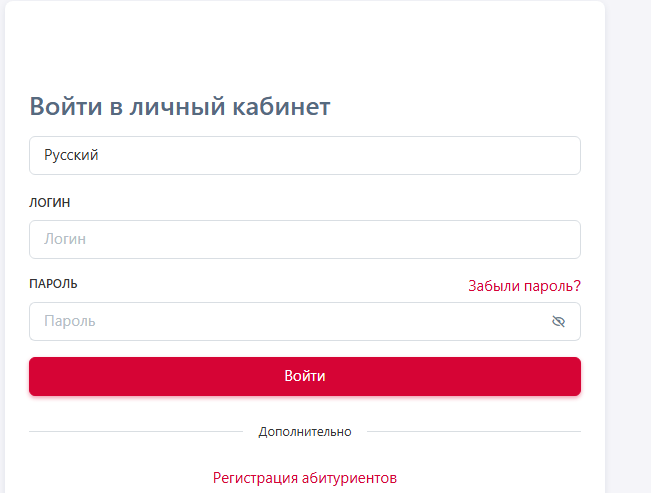 Войти в личный кабинет
Русский
ЛОГИН
Логин
ПАРОЛЬ
Забыли пароль?
Пароль
Войти
Дополнительно
Регистрация абитуриентов